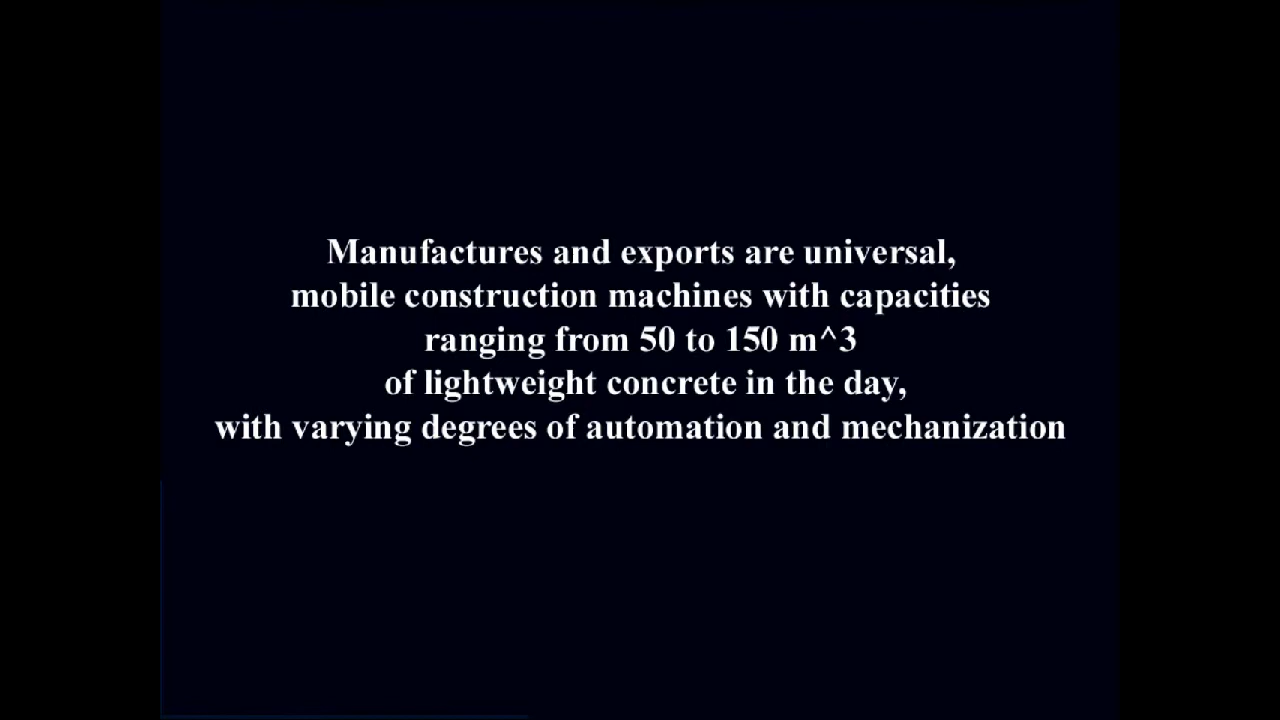 Manufactures and exports are universal,
mobile construction machines with capacities
ranging from 50 to 150 m^3
of lightweight concrete in the day,
with varying degrees of automation and mechanization